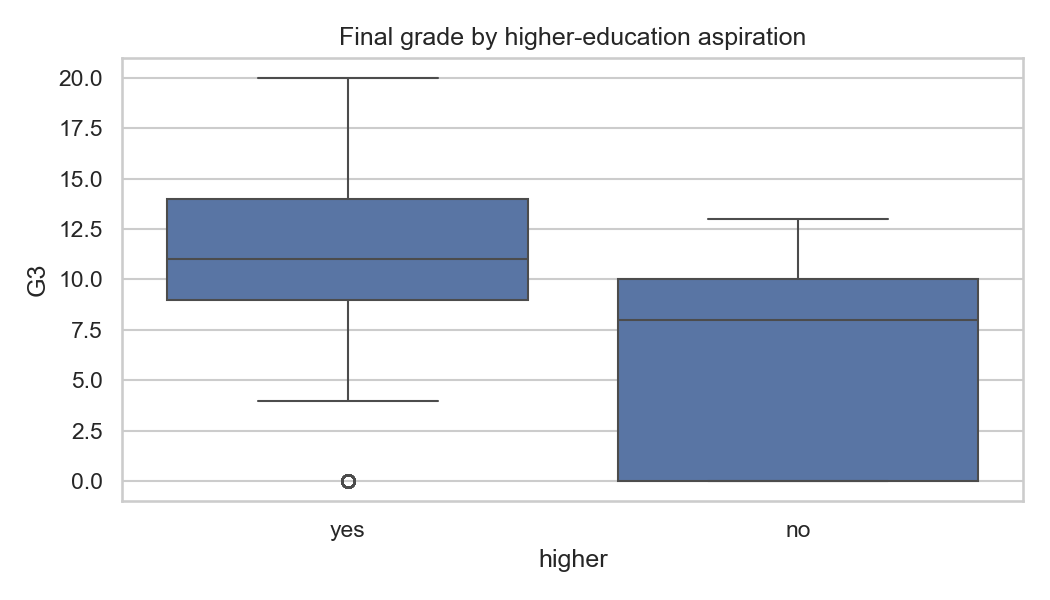 Final grade by higher-education aspiration
G3
20.0
17.5
15.0
12.5
10.0
7.5
5.0
2.5
0.0
yes
no
higher